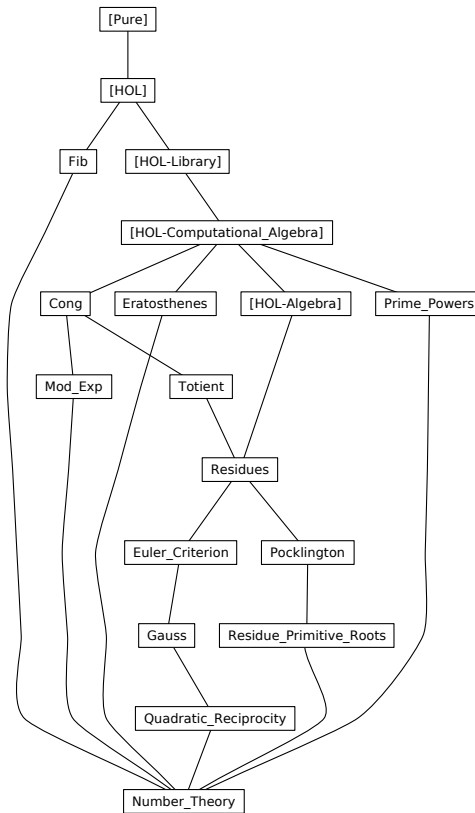 [Pure]
[HOL]
Fib
[HOL-Library]
[HOL-Computational_Algebra]
Cong
Eratosthenes
[HOL-Algebra]
Prime_Powers
Mod_Exp
Totient
Residues
Euler_Criterion
Pocklington
Gauss
Residue_Primitive_Roots
Quadratic_Reciprocity
Number_Theory